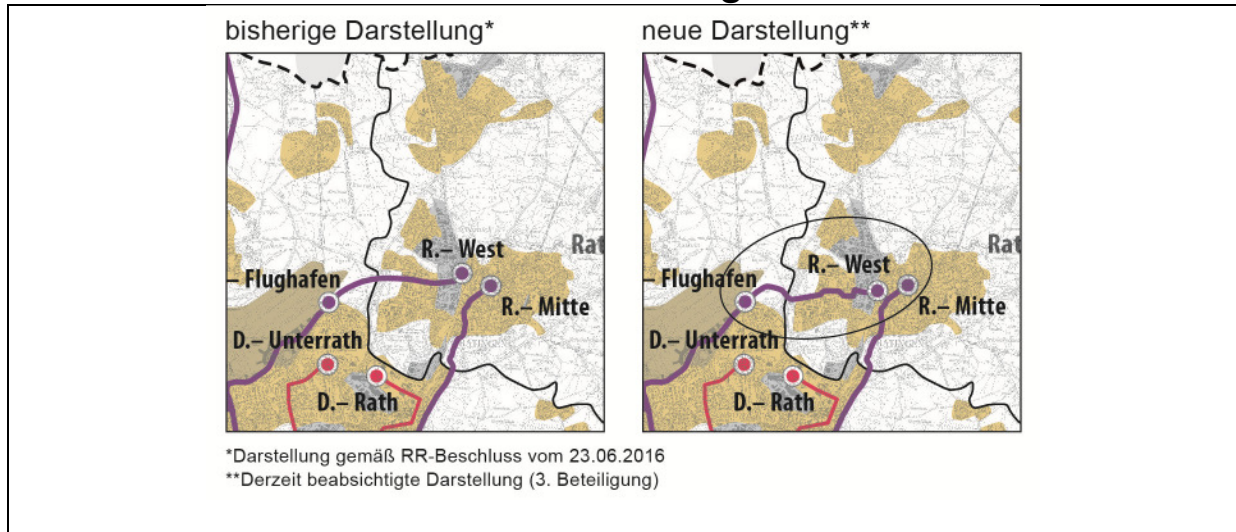 bisherige Darstellung*
neue Darstellung**
R.– West
Rat
– Flughafen
R.– Mitte
D.– Unterrath
D.– Rath
R.– West
Rat
– Flughafen
R.– Mitte
D.– Unterrath
D.– Rath
*Darstellung gemäß RR-Beschluss vom 23.06.2016
**Derzeit beabsichtigte Darstellung (3. Beteiligung)